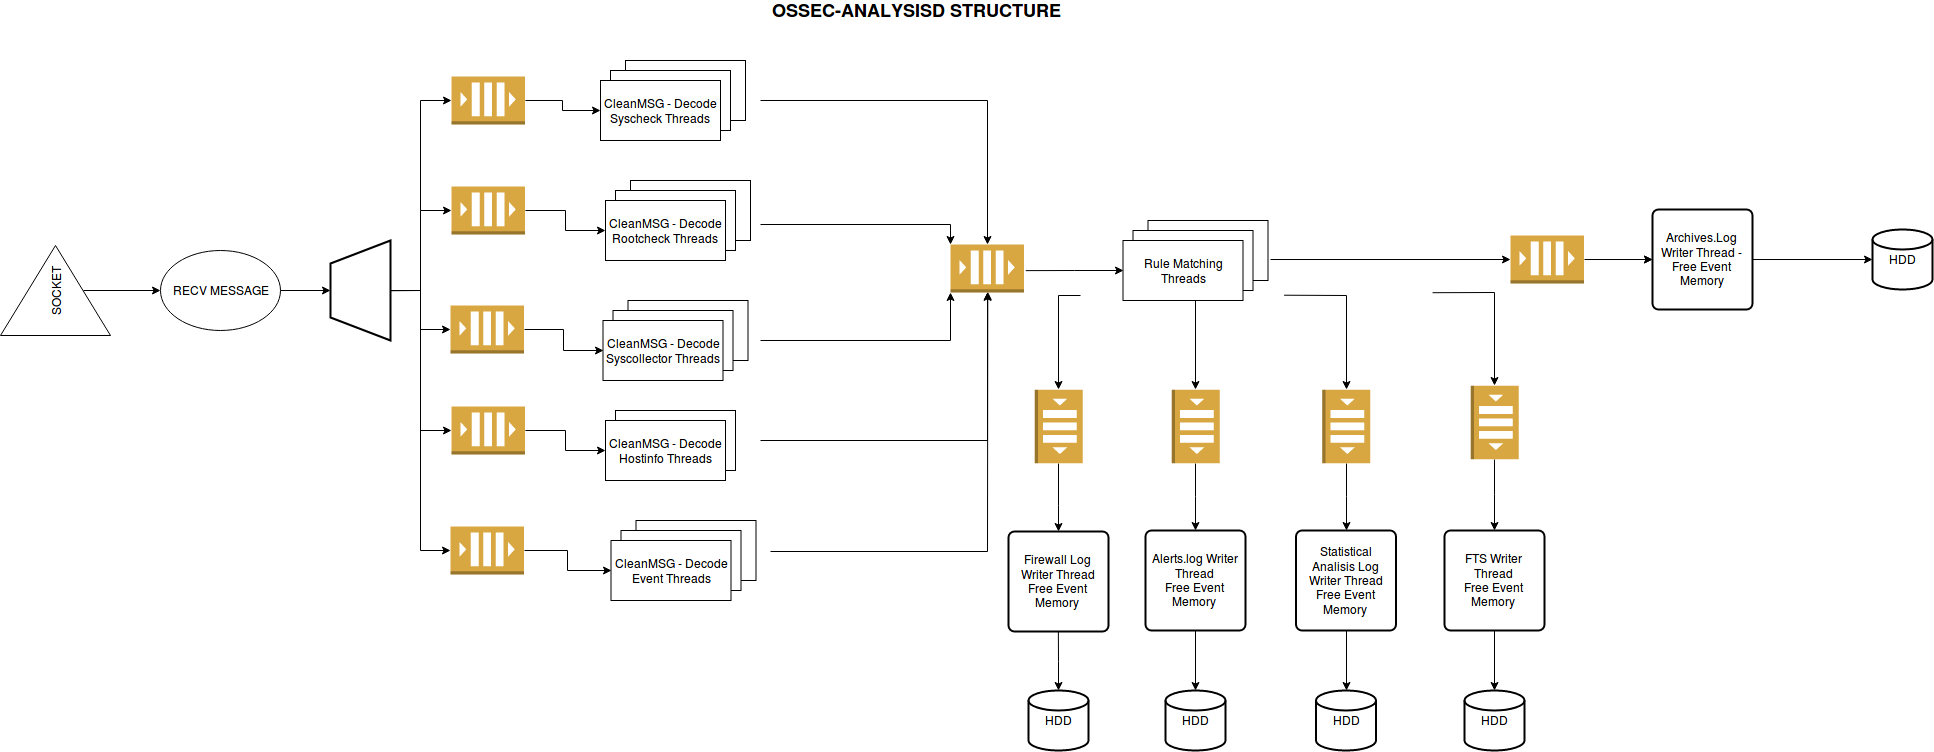 OSSEC-ANALYSISD STRUCTURE
SOCKET
RECV MESSAGE
CleanMSG - Decode
Syscheck Threads
CleanMSG - Decode
Rootcheck Threads
CleanMSG - Decode
Syscollector Threads
CleanMSG - Decode
Hostinfo Threads
CleanMSG - Decode
Event Threads
Rule Matching
Threads
Archives.Log
Writer Thread -
Free Event
Memory
HDD
Firewall Log
Writer Thread
Free Event
Memory
Alerts.log Writer
Thread
Free Event
Memory
Statistical
Analisis Log
Writer Thread
Free Event
Memory
FTS Writer
Thread
Free Event
Memory
HDD
HDD
HDD
HDD